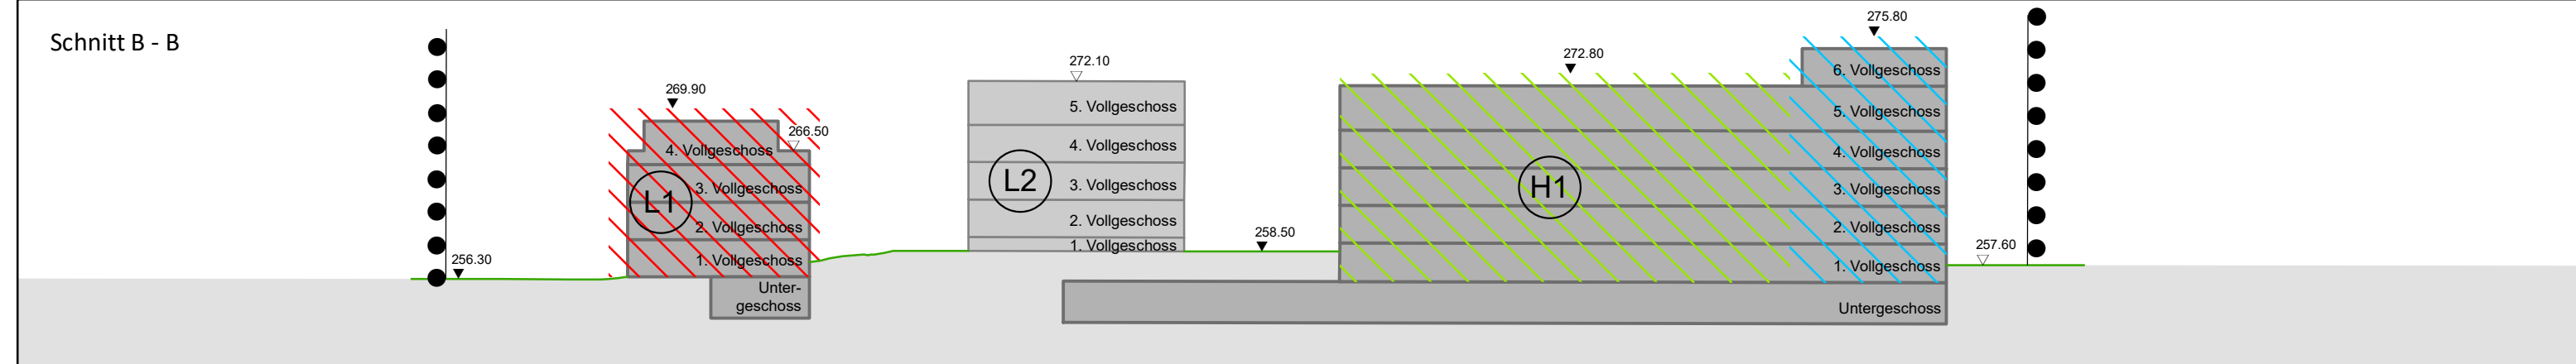 Schnitt B - B
269.90
266.50
4. Vollgeschoss
3. Vollgeschoss
L1
2. Vollgeschoss
1. Vollgeschoss
Unter-
geschoss
256.30
272.10
5. Vollgeschoss
4. Vollgeschoss
L2
3. Vollgeschoss
2. Vollgeschoss
1. Vollgeschoss
258.50
272.80
H1
275.80
6. Vollgeschoss
5. Vollgeschoss
4. Vollgeschoss
3. Vollgeschoss
2. Vollgeschoss
1. Vollgeschoss
Untergeschoss
257.60